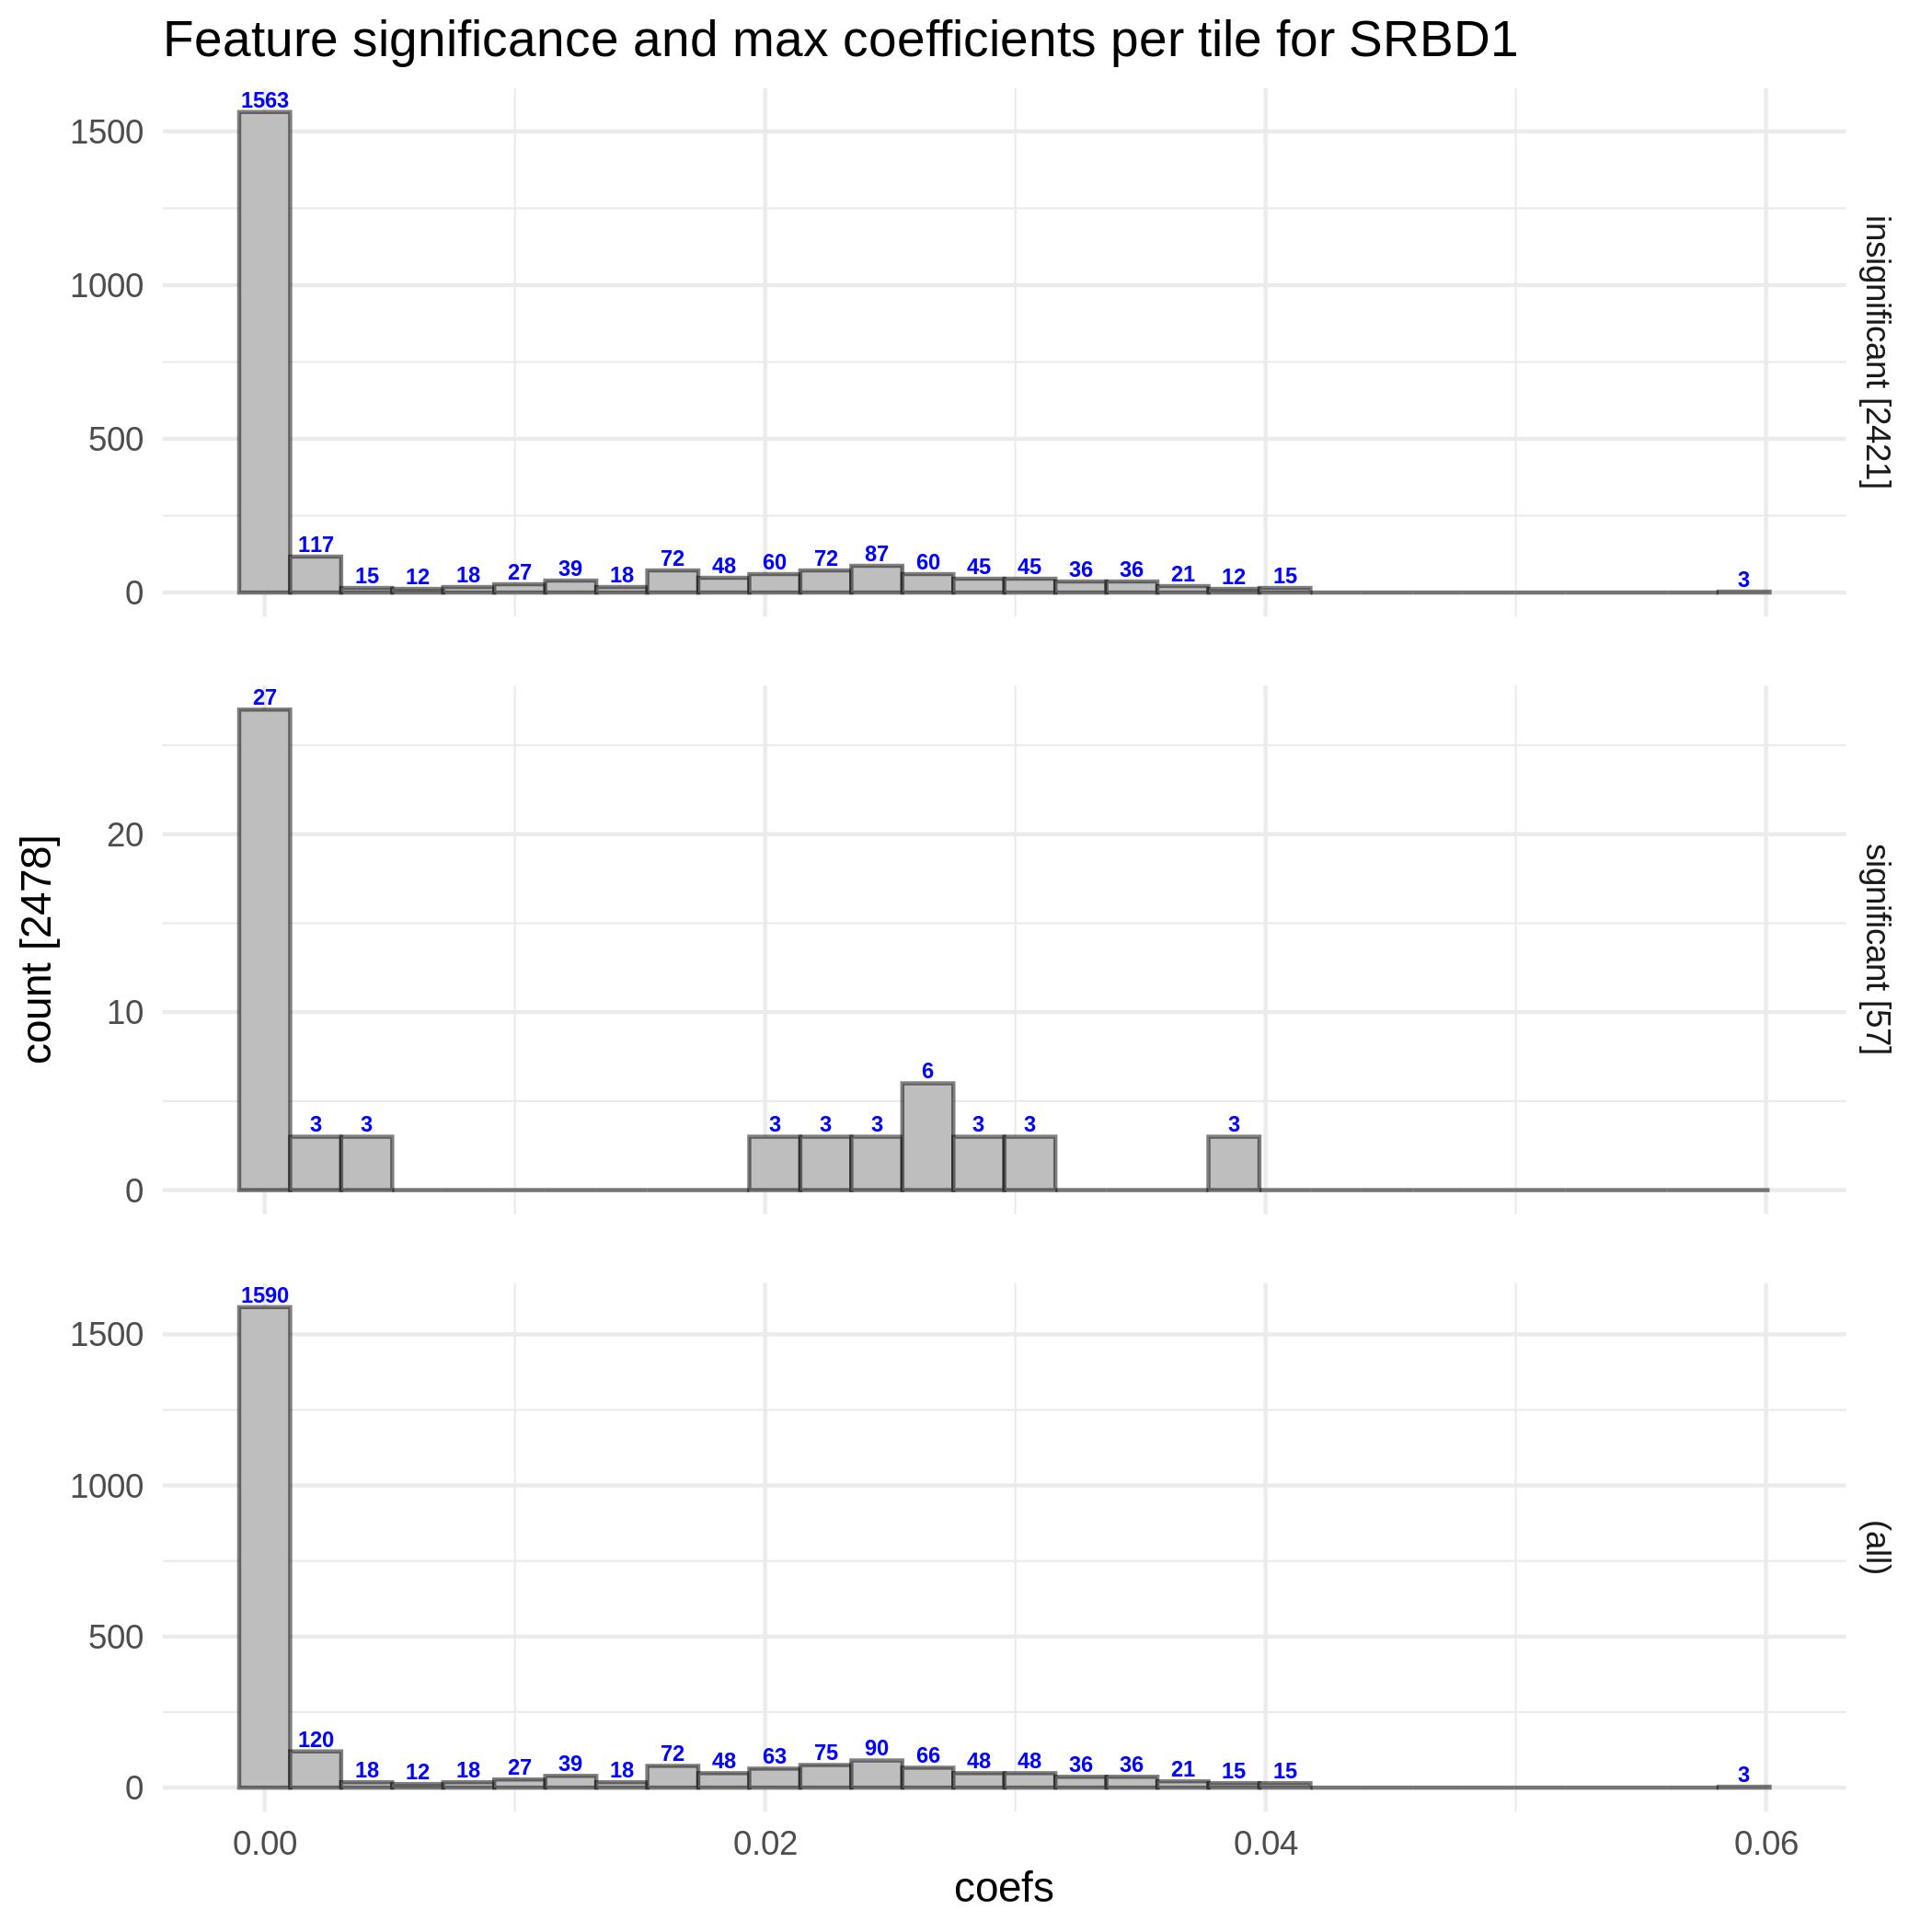 Feature significance and max coefficients per tile for SRBD1
1563
117 15 12 18 27 39 18 72 48 60 72 87 60 45 45 36 36 21 12 15 3
1500
1000
500
0
insignificant [2421]
27
3 3 3 3 3 6 3 3 3
20
10
0
significant [57]
count [2478]
1590
120 18 12 18 27 39 18 72 48 63 75 90 66 48 48 36 36 21 15 15 3
1500
1000
500
0
(all)
0.00 0.02 0.04 0.06
coefs